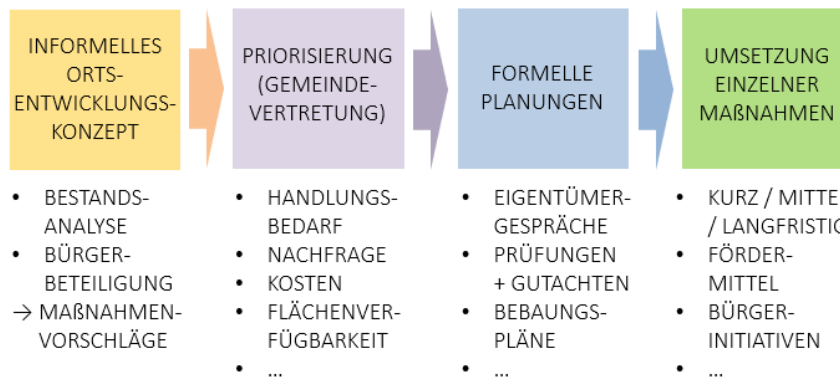 INFORMELLES
ORTS-
ENTWICKLUNGS-
KONZEPT
PRIORISIERUNG
(GEMEINDE-
VERTRETUNG)
FORMELLE
PLANUNGEN
UMSETZUNG
EINZELNER
MAßNAHMEN
• BESTANDS-
ANALYSE
• BÜRGER-
BETEILIGUNG
→ MAßNAHMEN-
VORSCHLÄGE
• HANDLUNGS-
BEDARF
• NACHFRAGE
• KOSTEN
• FLÄCHENVER-
FÜGBARKEIT
• ...
• EIGENTÜMER-
GESPRÄCHE
• PRÜFUNGEN
+ GUTACHTEN
• BEBAUNGS-
PLÄNE
• ...
• KURZ / MITTE
/ LANGFRISTIG
• FÖRDER-
MITTEL
• BÜRGER-
INITIATIVEN
• ...